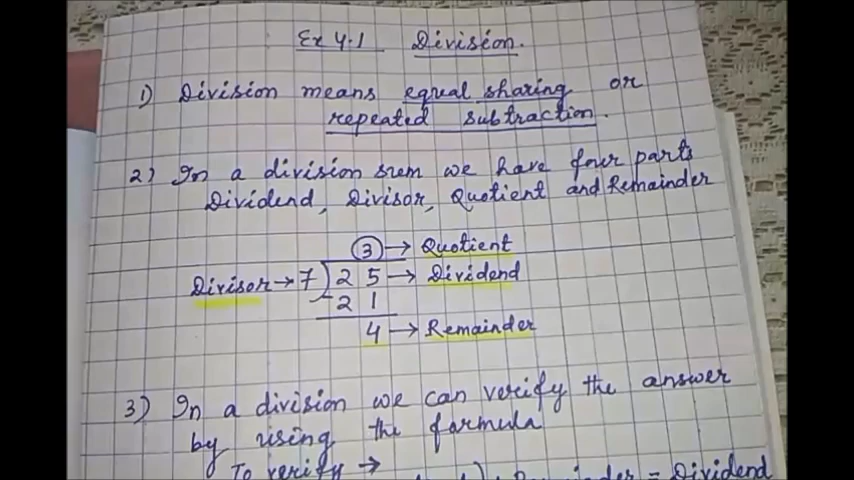 Ex 4.1 Division.
1) Division means equal sharing or
repeated subtraction.
2) In a division sum we have four parts
Dividend, Divisor, Quotient and Remainder
3 → Quotient
Divisor → 7 ) 2 5 → Dividend
- 2 1
4 → Remainder
3) In a division we can verify the answer
by using the formula
To verify →
Remainder = Dividend